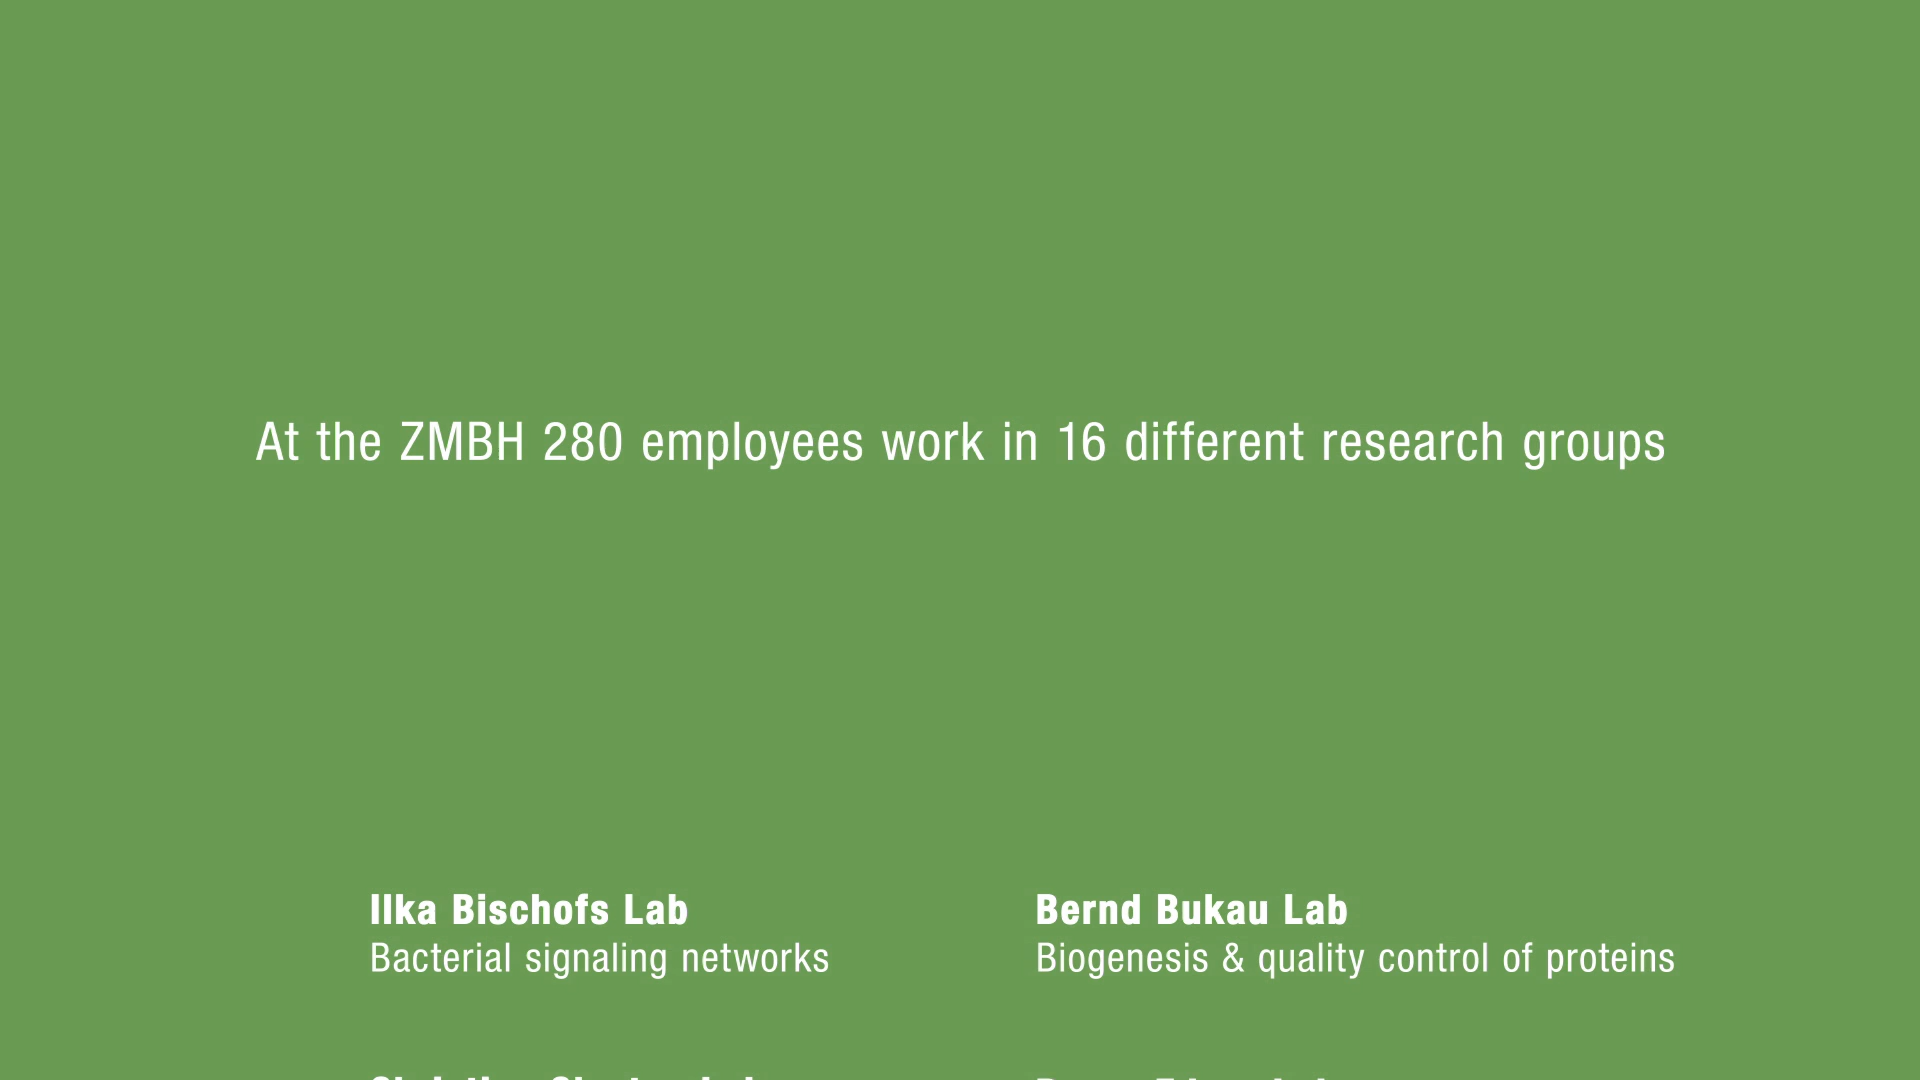 At the ZMBH 280 employees work in 16 different research groups
Ilka Bischofs Lab
Bacterial signaling networks
Bernd Bukau Lab
Biogenesis & quality control of proteins